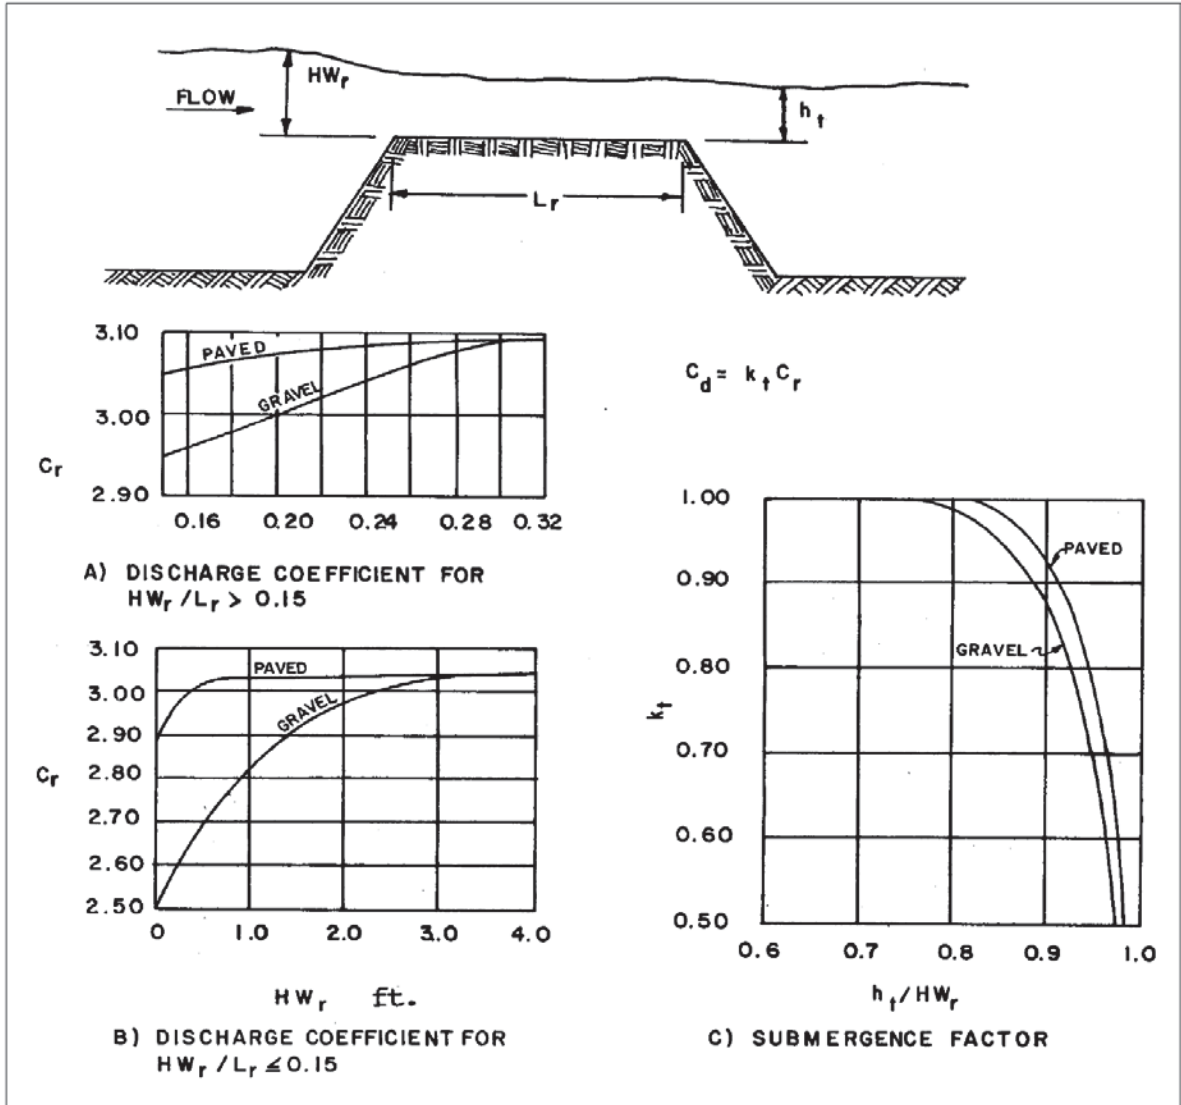 HWr
FLOW
ht
Lr
3.10
PAVED
GRAVEL
3.00
Cr
2.90
0.16 0.20 0.24 0.28 0.32
A) DISCHARGE COEFFICIENT FOR
HWr/Lr > 0.15
Cd = kt Cr
3.10
PAVED
3.00
GRAVEL
2.90
Cr 2.80
2.70
2.60
2.50
0 1.0 2.0 3.0 4.0
HWr ft.
B) DISCHARGE COEFFICIENT FOR
HWr/Lr ≤ 0.15
1.00
PAVED
0.90
GRAVEL
0.80
kt
0.70
0.60
0.50
0.6 0.7 0.8 0.9 1.0
ht/HWr
C) SUBMERGENCE FACTOR